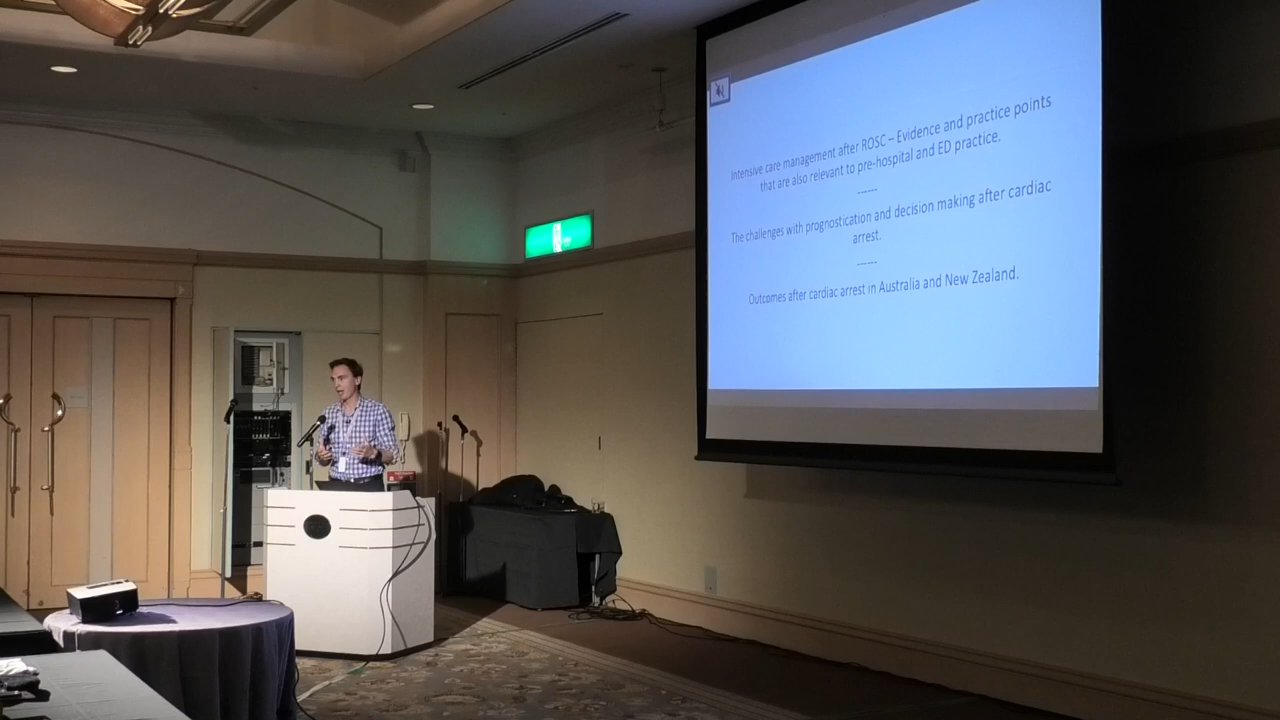 Intensive care management after ROSC – Evidence and practice points
that are also relevant to pre-hospital and ED practice.
------
The challenges with prognostication and decision making after cardiac
arrest.
------
Outcomes after cardiac arrest in Australia and New Zealand.